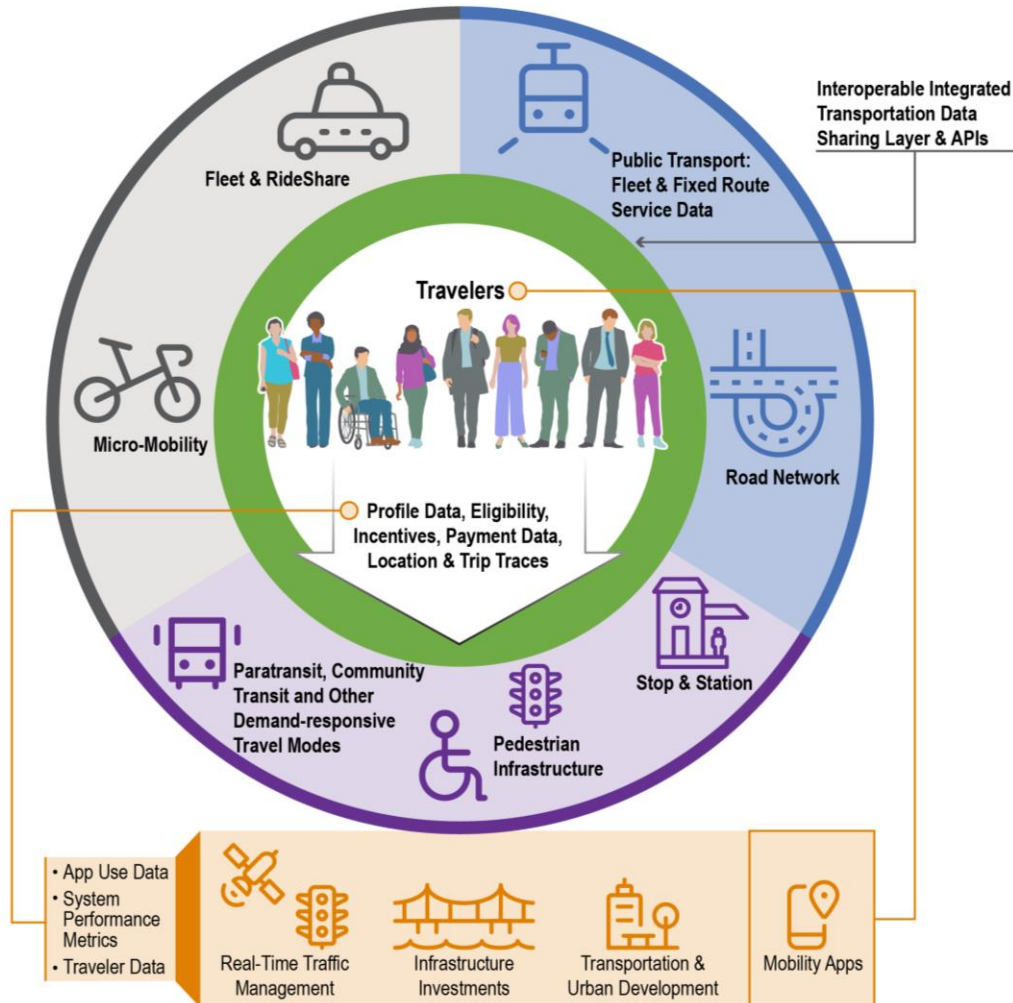 Fleet & RideShare
Public Transport:
Fleet & Fixed Route
Service Data
Interoperable Integrated
Transportation Data
Sharing Layer & APIs
Travelers
Micro-Mobility
Road Network
Profile Data, Eligibility,
Incentives, Payment Data,
Location & Trip Traces
Paratransit, Community
Transit and Other
Demand-responsive
Travel Modes
Pedestrian
Infrastructure
Stop & Station
• App Use Data
• System
Performance
Metrics
• Traveler Data
Real-Time Traffic
Management
Infrastructure
Investments
Transportation &
Urban Development
Mobility Apps